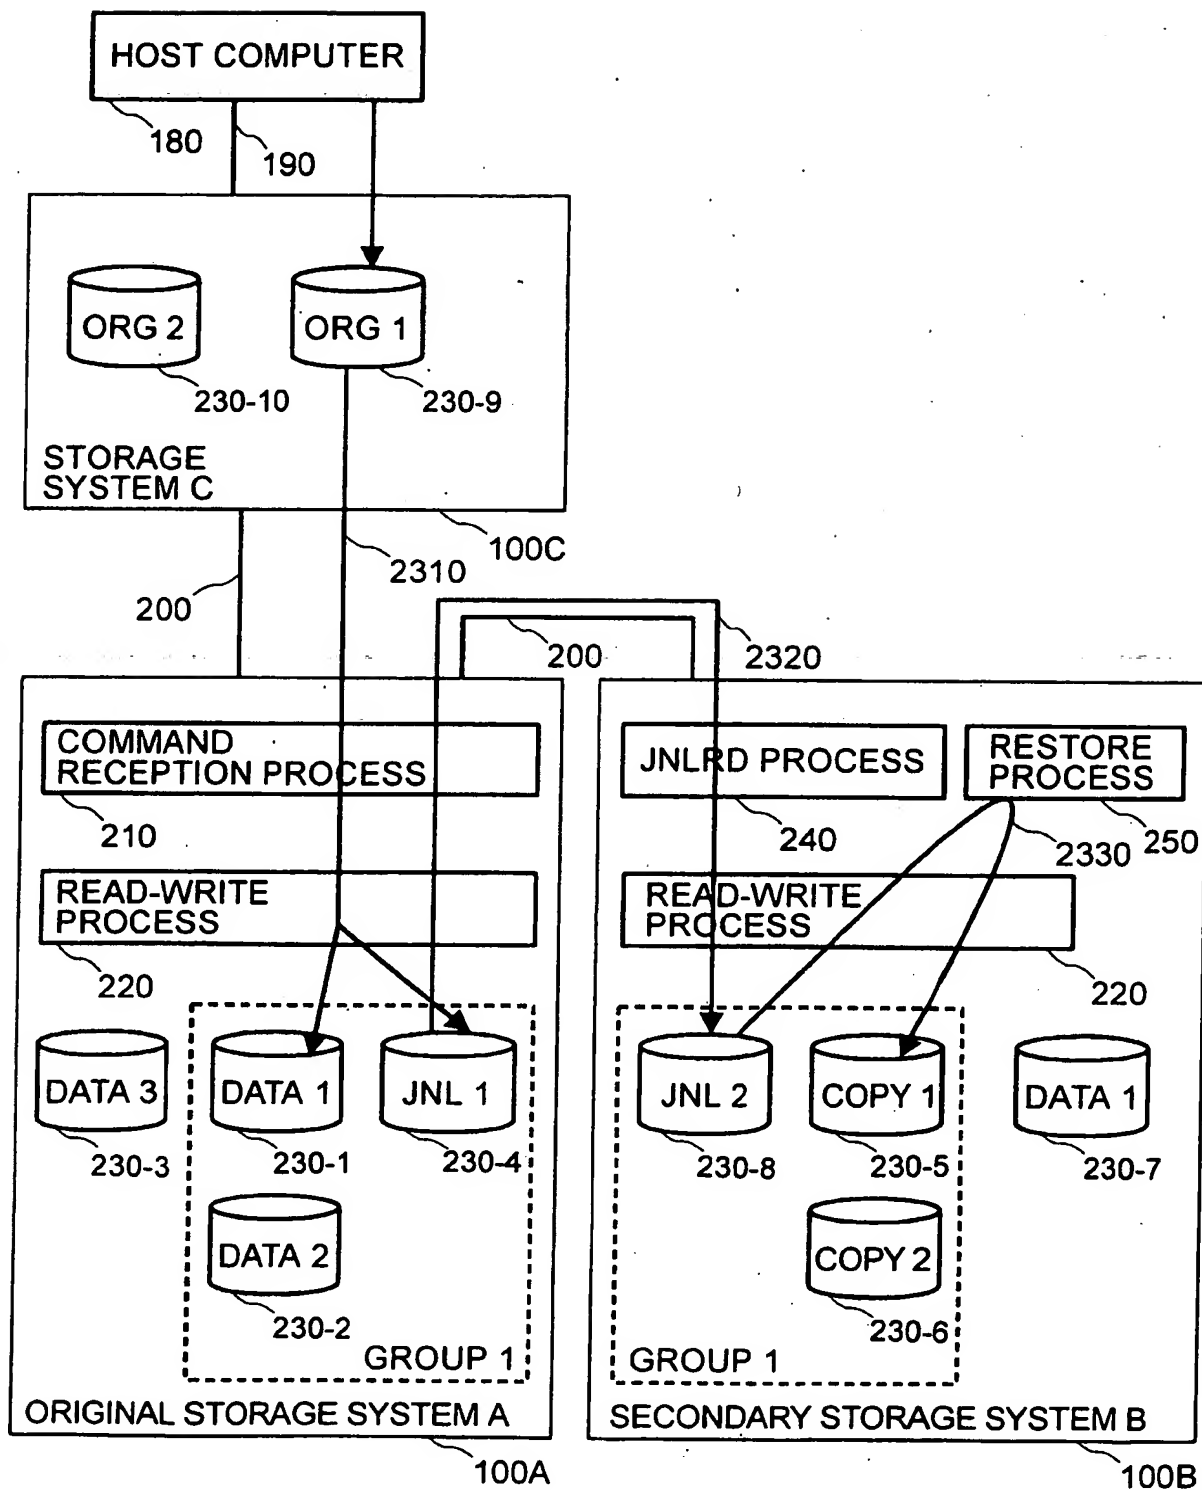 HOST COMPUTER
180
190
ORG 2
ORG 1
230-10
230-9
STORAGE
SYSTEM C
100C
2310
200
200
2320
COMMAND
RECEPTION PROCESS
210
JNLRD PROCESS
240
RESTORE
PROCESS
250
2330
READ-WRITE
PROCESS
220
READ-WRITE
PROCESS
220
DATA 3
DATA 1
JNL 1
230-3
230-1
230-4
JNL 2
COPY 1
DATA 1
230-8
230-5
230-7
DATA 2
230-2
COPY 2
230-6
GROUP 1
GROUP 1
ORIGINAL STORAGE SYSTEM A
100A
SECONDARY STORAGE SYSTEM B
100B